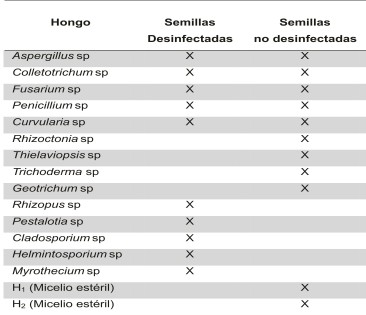 Hongo Semillas Desinfectadas Semillas no desinfectadas
Aspergillus sp X X
Colletotrichum sp X X
Fusarium sp X X
Penicillium sp X X
Curvularia sp X X
Rhizoctonia sp X
Thielaviopsis sp X
Trichoderma sp X
Geotrichum sp X
Rhizopus sp X
Pestalotia sp X
Cladosporium sp X
Helmintosporium sp X
Myrothecium sp X
H₁ (Micelio estéril) X
H₂ (Micelio estéril) X